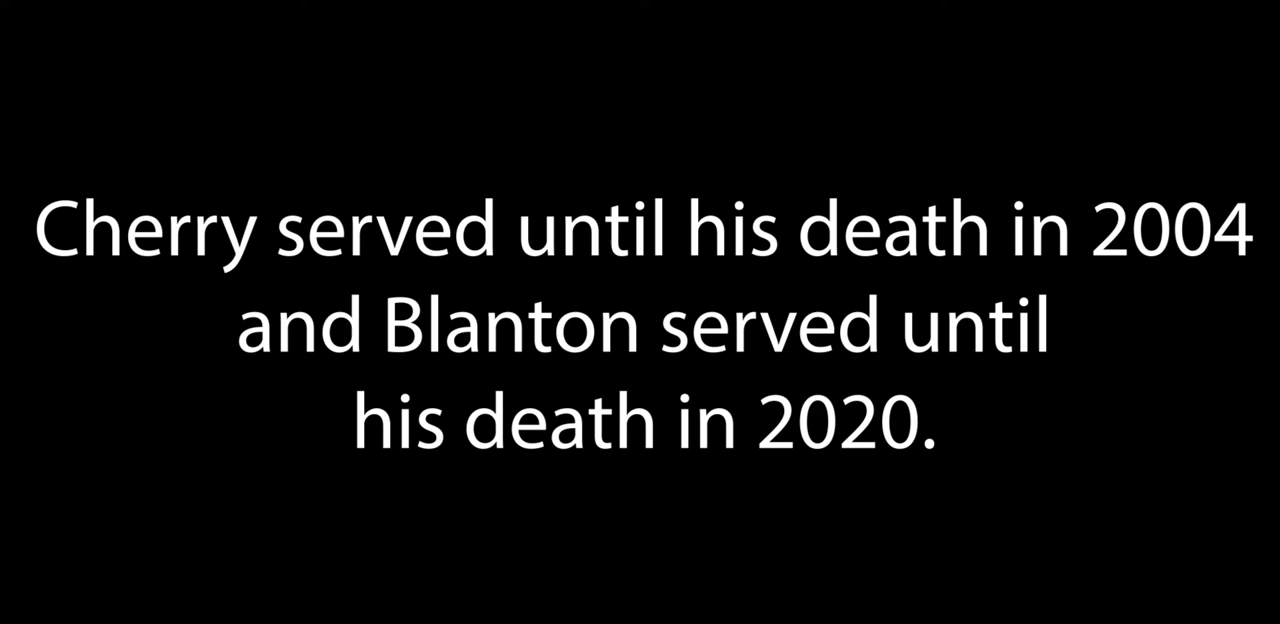 Cherry served until his death in 2004
and Blanton served until
his death in 2020.